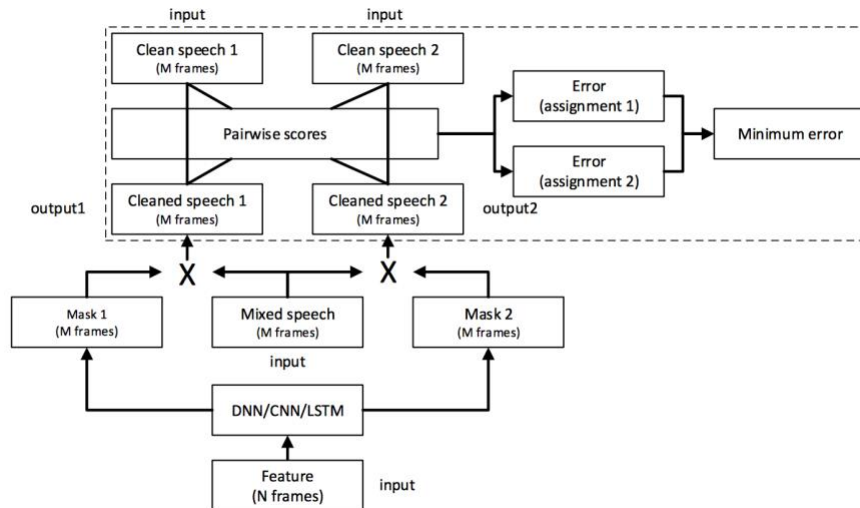 input
input
Clean speech 1
(M frames)
Clean speech 2
(M frames)
Error
(assignment 1)
Pairwise scores
Minimum error
Error
(assignment 2)
Cleaned speech 1
(M frames)
Cleaned speech 2
(M frames)
output1
output2
X
X
Mask 1
(M frames)
Mixed speech
(M frames)
Mask 2
(M frames)
input
DNN/CNN/LSTM
Feature
(N frames)
input